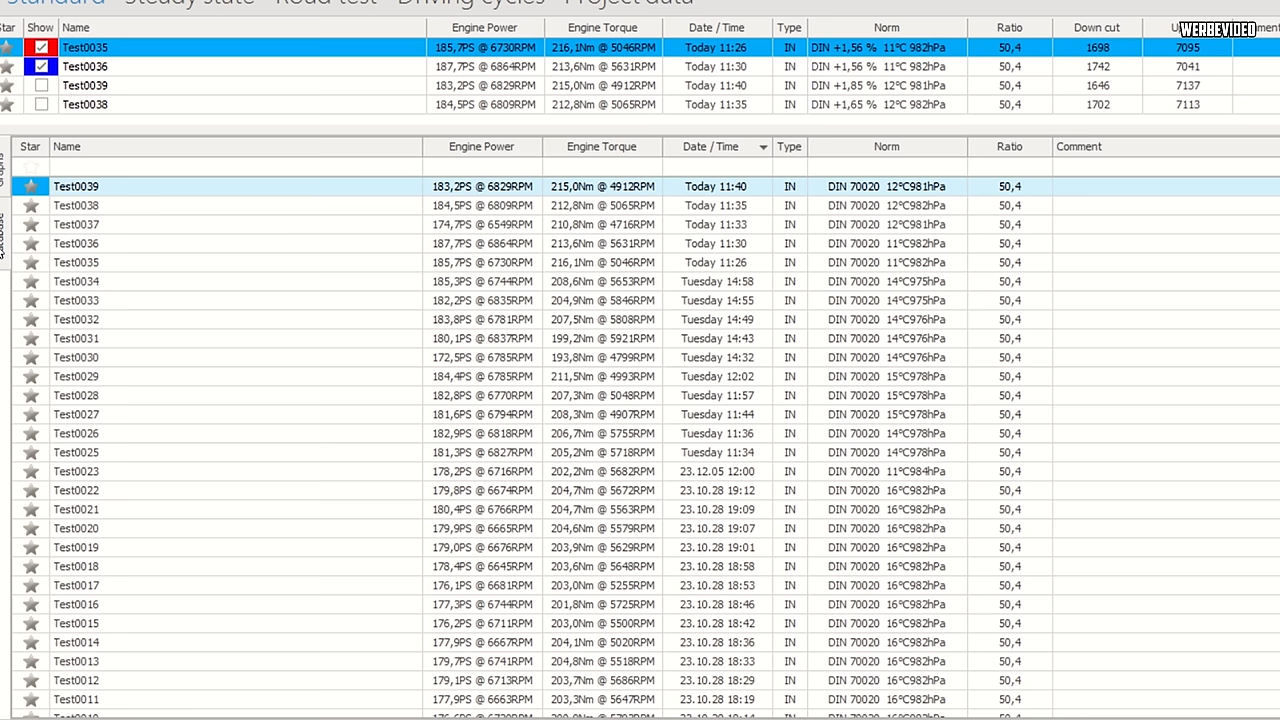 Standard Steady state Road test Driving cycles Project data
Star Show Name Engine Power Engine Torque Date / Time Type Norm Ratio Down cut
WERBEVIDEO
Test0035 185,7PS @ 6730RPM 216,1Nm @ 5046RPM Today 11:26 IN DIN +1,56 % 11°C 982hPa 50,4 1698 7095
Test0036 187,7PS @ 6864RPM 213,6Nm @ 5631RPM Today 11:30 IN DIN +1,56 % 11°C 982hPa 50,4 1742 7041
Test0039 183,2PS @ 6829RPM 215,0Nm @ 4912RPM Today 11:40 IN DIN +1,85 % 12°C 981hPa 50,4 1646 7137
Test0038 184,5PS @ 6809RPM 212,8Nm @ 5065RPM Today 11:35 IN DIN +1,65 % 12°C 982hPa 50,4 1702 7113
Star Name Engine Power Engine Torque Date / Time Type Norm Ratio Comment
Test0039 183,2PS @ 6829RPM 215,0Nm @ 4912RPM Today 11:40 IN DIN 70020 12°C981hPa 50,4
Test0038 184,5PS @ 6809RPM 212,8Nm @ 5065RPM Today 11:35 IN DIN 70020 12°C982hPa 50,4
Test0037 174,7PS @ 6549RPM 210,8Nm @ 4716RPM Today 11:33 IN DIN 70020 12°C981hPa 50,4
Test0036 187,7PS @ 6864RPM 213,6Nm @ 5631RPM Today 11:30 IN DIN 70020 11°C982hPa 50,4
Test0035 185,7PS @ 6730RPM 216,1Nm @ 5046RPM Today 11:26 IN DIN 70020 11°C982hPa 50,4
Test0034 185,3PS @ 6744RPM 208,6Nm @ 5653RPM Tuesday 14:58 IN DIN 70020 14°C975hPa 50,4
Test0033 182,2PS @ 6835RPM 204,9Nm @ 5846RPM Tuesday 14:55 IN DIN 70020 14°C975hPa 50,4
Test0032 183,8PS @ 6781RPM 207,5Nm @ 5808RPM Tuesday 14:49 IN DIN 70020 14°C976hPa 50,4
Test0031 180,1PS @ 6837RPM 199,2Nm @ 5921RPM Tuesday 14:43 IN DIN 70020 14°C976hPa 50,4
Test0030 172,5PS @ 6785RPM 193,8Nm @ 4799RPM Tuesday 14:32 IN DIN 70020 14°C976hPa 50,4
Test0029 184,4PS @ 6785RPM 211,5Nm @ 4993RPM Tuesday 12:02 IN DIN 70020 15°C978hPa 50,4
Test0028 182,8PS @ 6770RPM 207,3Nm @ 5048RPM Tuesday 11:57 IN DIN 70020 15°C978hPa 50,4
Test0027 181,6PS @ 6794RPM 208,3Nm @ 4907RPM Tuesday 11:44 IN DIN 70020 15°C978hPa 50,4
Test0026 182,9PS @ 6818RPM 206,7Nm @ 5755RPM Tuesday 11:36 IN DIN 70020 14°C978hPa 50,4
Test0025 181,3PS @ 6827RPM 205,2Nm @ 5718RPM Tuesday 11:34 IN DIN 70020 14°C978hPa 50,4
Test0023 178,2PS @ 6716RPM 202,2Nm @ 5682RPM 23.12.05 12:00 IN DIN 70020 11°C984hPa 50,4
Test0022 179,8PS @ 6674RPM 204,7Nm @ 5672RPM 23.10.28 19:12 IN DIN 70020 16°C982hPa 50,4
Test0021 180,4PS @ 6766RPM 204,7Nm @ 5563RPM 23.10.28 19:09 IN DIN 70020 16°C982hPa 50,4
Test0020 179,9PS @ 6665RPM 204,6Nm @ 5579RPM 23.10.28 19:07 IN DIN 70020 16°C982hPa 50,4
Test0019 179,0PS @ 6676RPM 203,9Nm @ 5629RPM 23.10.28 19:01 IN DIN 70020 16°C982hPa 50,4
Test0018 178,4PS @ 6645RPM 203,6Nm @ 5648RPM 23.10.28 18:58 IN DIN 70020 16°C982hPa 50,4
Test0017 176,1PS @ 6681RPM 203,0Nm @ 5255RPM 23.10.28 18:53 IN DIN 70020 16°C982hPa 50,4
Test0016 177,3PS @ 6744RPM 201,8Nm @ 5725RPM 23.10.28 18:46 IN DIN 70020 16°C982hPa 50,4
Test0015 176,2PS @ 6711RPM 203,0Nm @ 5500RPM 23.10.28 18:42 IN DIN 70020 16°C982hPa 50,4
Test0014 177,9PS @ 6667RPM 204,1Nm @ 5020RPM 23.10.28 18:36 IN DIN 70020 16°C982hPa 50,4
Test0013 179,7PS @ 6741RPM 204,8Nm @ 5518RPM 23.10.28 18:33 IN DIN 70020 16°C982hPa 50,4
Test0012 179,1PS @ 6713RPM 203,7Nm @ 5686RPM 23.10.28 18:29 IN DIN 70020 16°C982hPa 50,4
Test0011 177,9PS @ 6663RPM 203,3Nm @ 5647RPM 23.10.28 18:19 IN DIN 70020 16°C982hPa 50,4